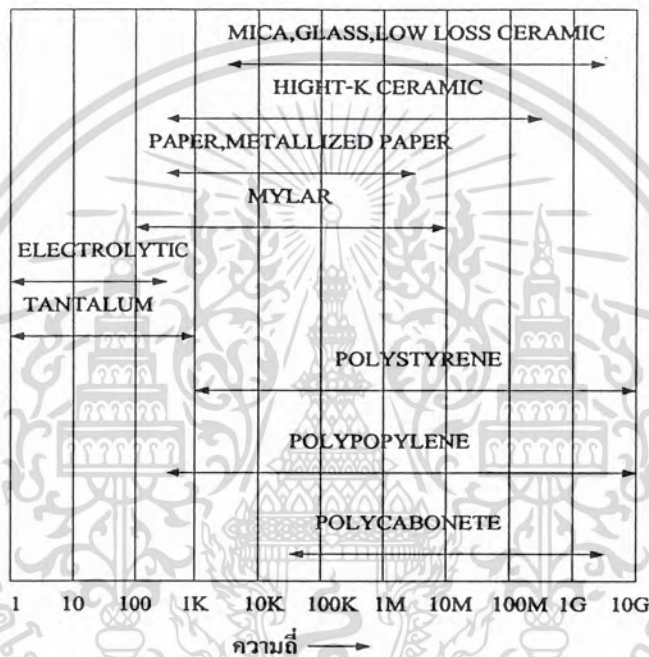 MICA,GLASS,LOW LOSS CERAMIC
HIGHT-K CERAMIC
PAPER,METALLIZED PAPER
MYLAR
ELECTROLYTIC
TANTALUM
POLYSTYRENE
POLYPOPYLENE
POLYCABONETE
1 10 100 1K 10K 100K 1M 10M 100M 1G 10G
ความถี่